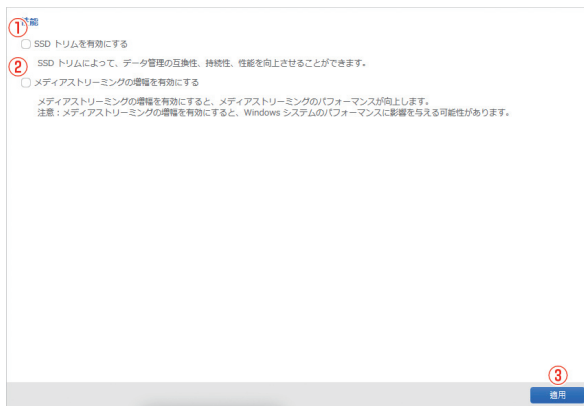 ①
性能
SSD トリムを有効にする
②
SSD トリムによって、データ管理の互換性、持続性、性能を向上させることができます。
メディアストリーミングの増幅を有効にする
メディアストリーミングの増幅を有効にすると、メディアストリーミングのパフォーマンスが向上します。
注意：メディアストリーミングの増幅を有効にすると、Windows システムのパフォーマンスに影響を与える可能性があります。
③
適用